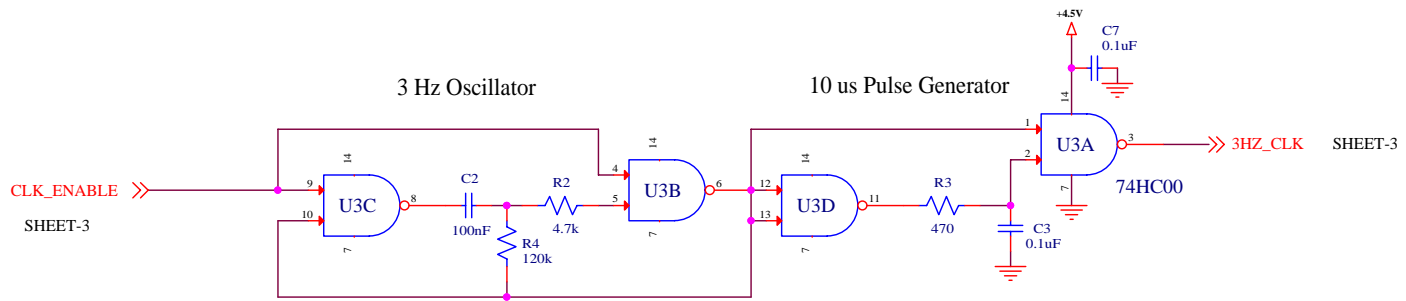 +4.5V
C7
0.1uF
3 Hz Oscillator
10 us Pulse Generator
14
14
14
14
1
U3A
3
3HZ_CLK
SHEET-3
2
4
CLK_ENABLE
9
C2
R2
U3B
6
12
U3D
7
74HC00
U3C
8
5
11
R3
10
13
SHEET-3
100nF
4.7k
470
C3
R4
0.1uF
7
7
7
120k